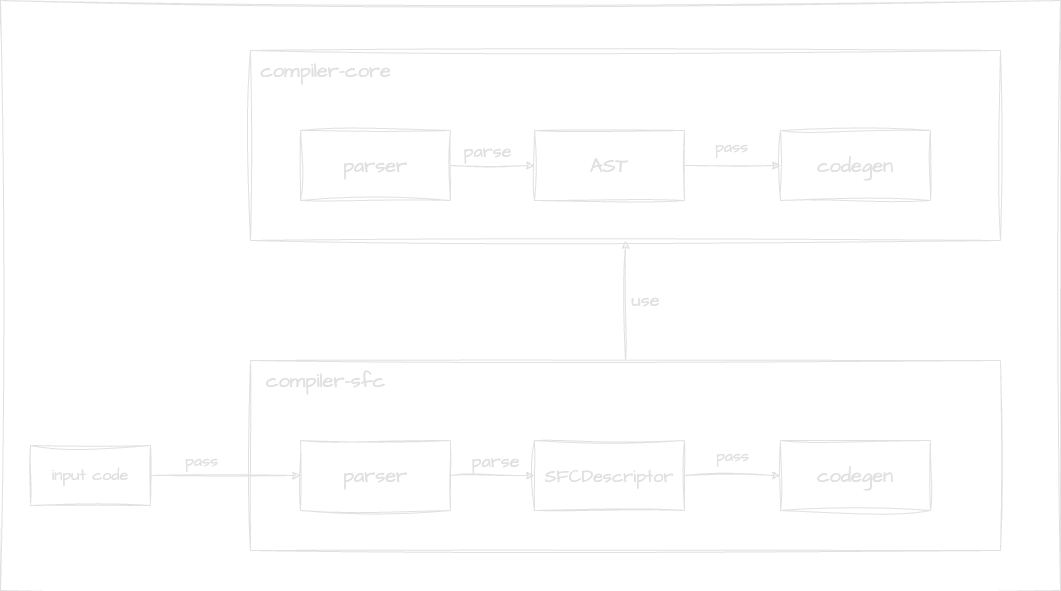 compiler-core
parser
parse
AST
pass
codegen
use
compiler-sfc
input code
pass
parser
parse
SFCDescriptor
pass
codegen